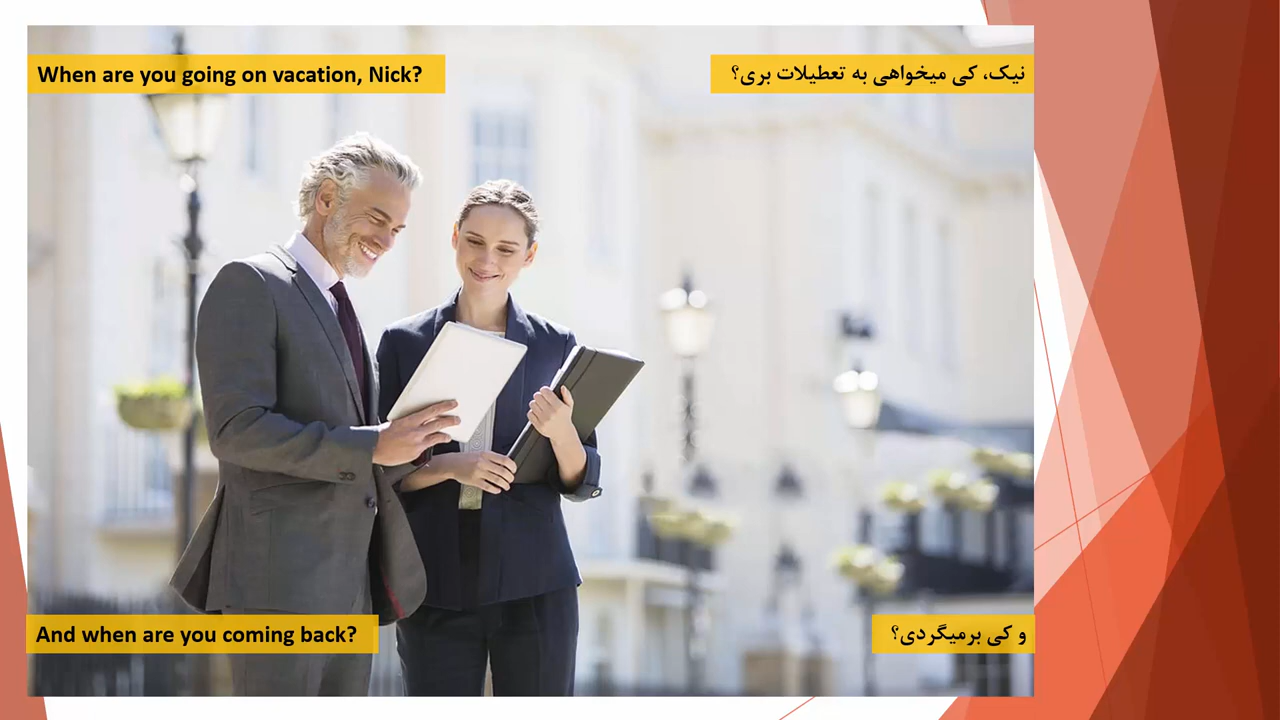 When are you going on vacation, Nick?
نیک، کی میخواهی به تعطیلات بری؟
And when are you coming back?
و کی برمیگردی؟